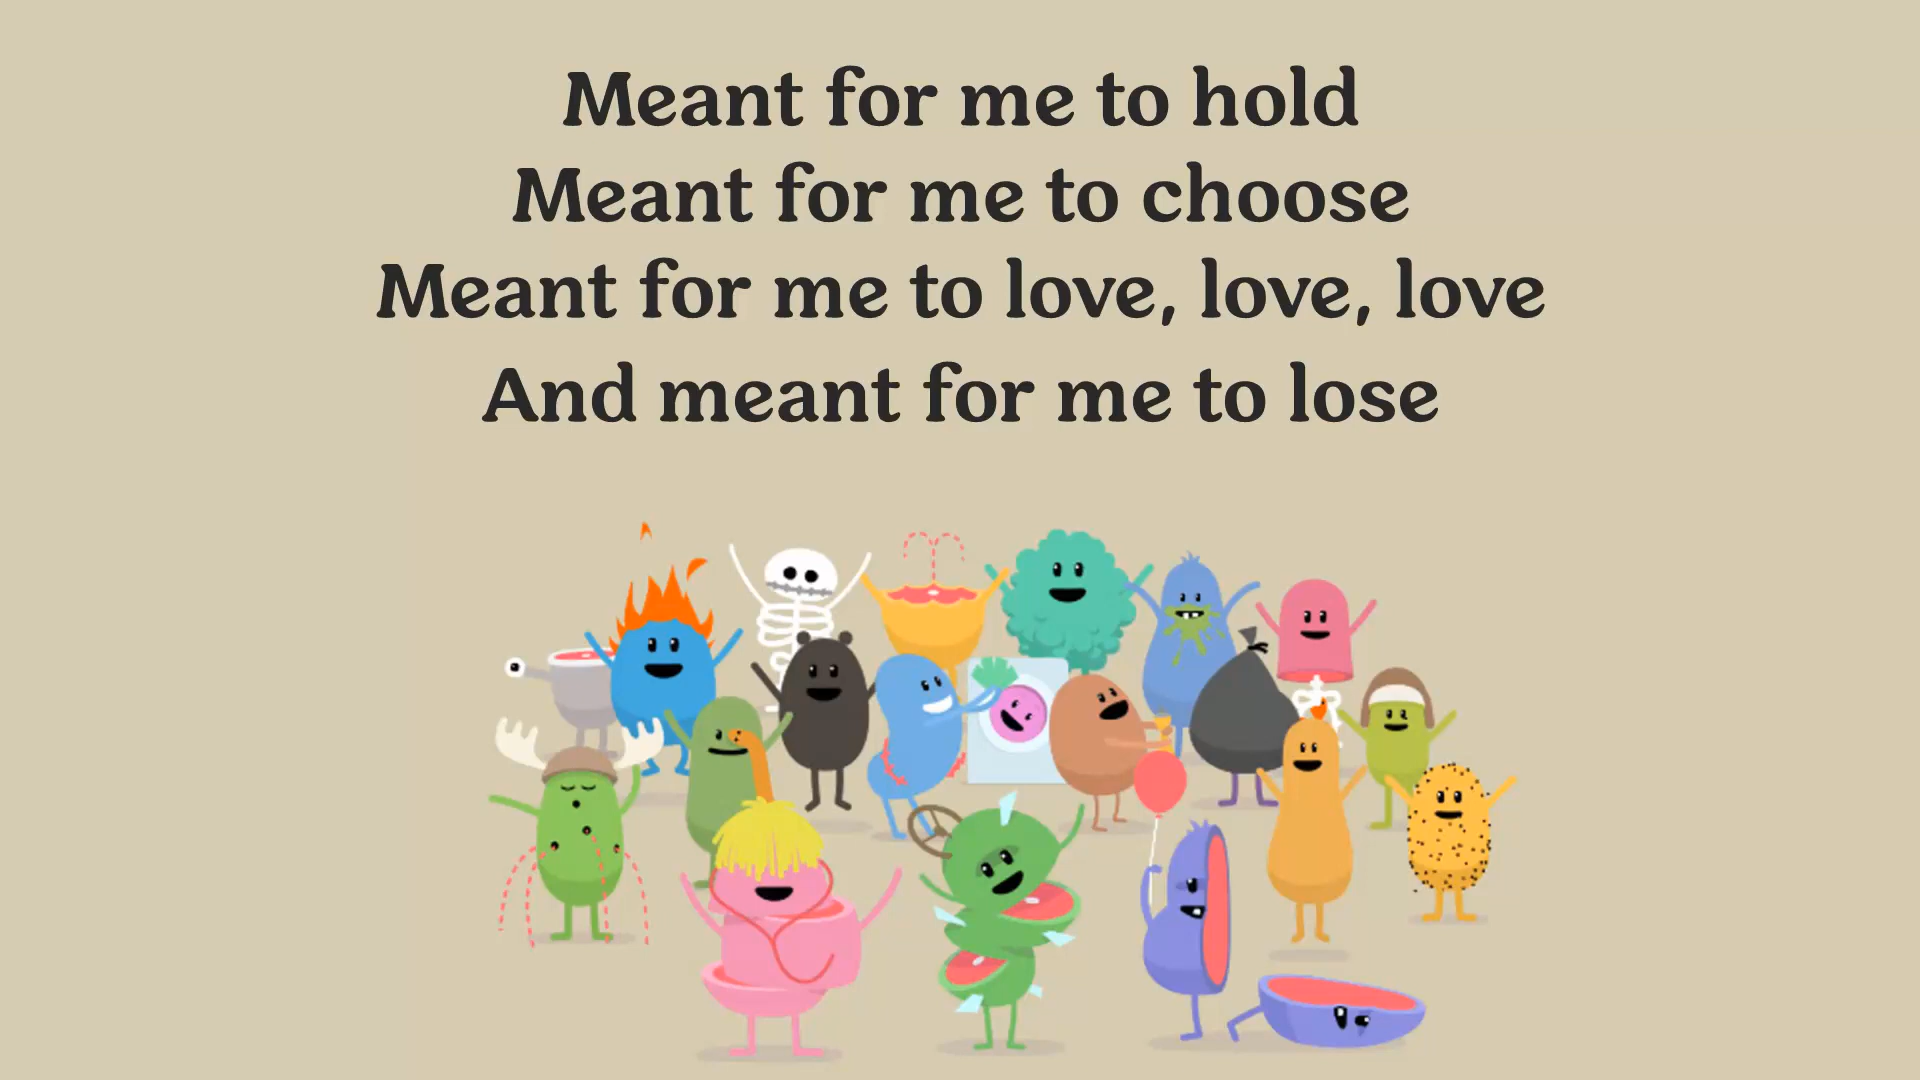 Meant for me to hold
Meant for me to choose
Meant for me to love, love, love
And meant for me to lose